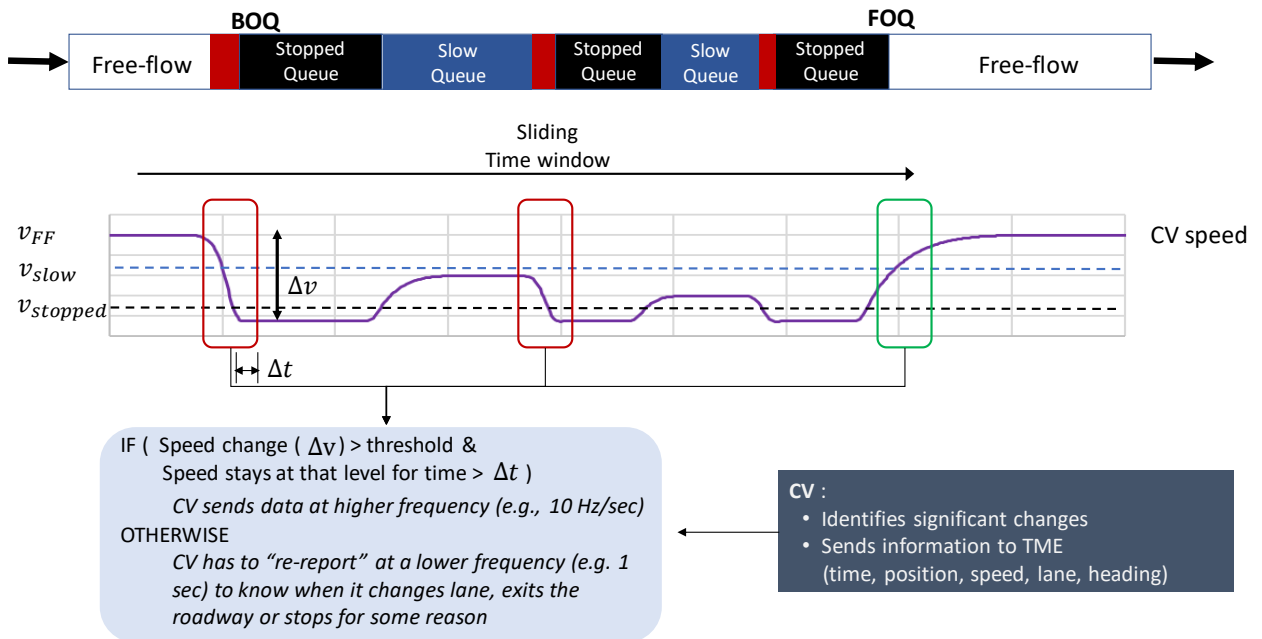 BOQ
FOQ
Free-flow
Stopped
Queue
Slow
Queue
Stopped
Queue
Slow
Queue
Stopped
Queue
Free-flow
Sliding
Time window
v_FF
v_slow
v_stopped
Δv
CV speed
Δt
IF ( Speed change ( Δv ) > threshold &
Speed stays at that level for time > Δt )
CV sends data at higher frequency (e.g., 10 Hz/sec)
OTHERWISE
CV has to “re-report” at a lower frequency (e.g. 1
sec) to know when it changes lane, exits the
roadway or stops for some reason
CV :
• Identifies significant changes
• Sends information to TME
(time, position, speed, lane, heading)